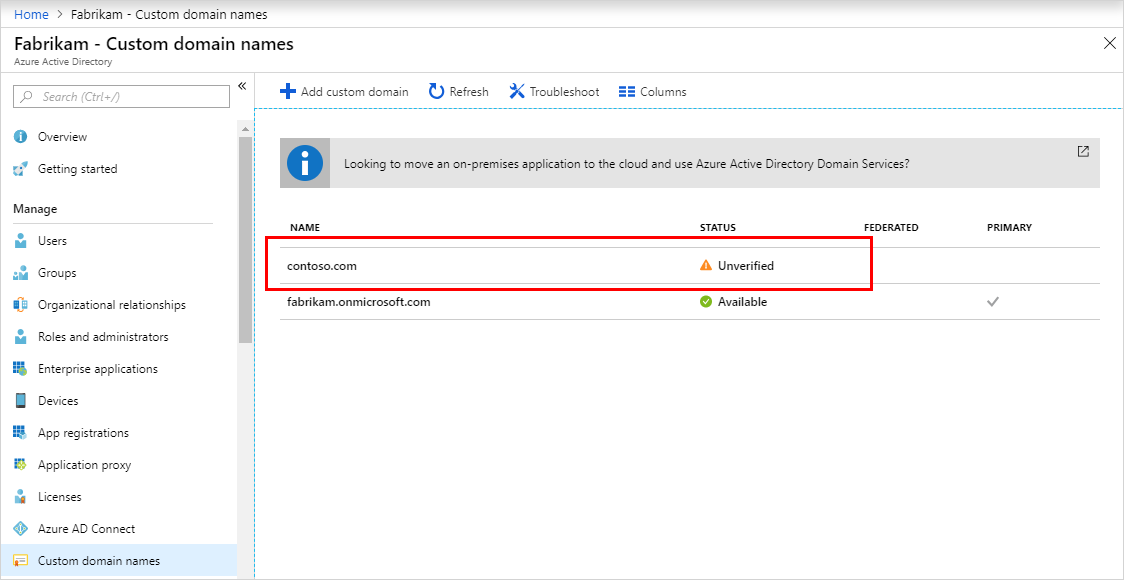 Home > Fabrikam - Custom domain names
Fabrikam - Custom domain names
Azure Active Directory
Search (Ctrl+/)
Overview
Getting started
Manage
Users
Groups
Organizational relationships
Roles and administrators
Enterprise applications
Devices
App registrations
Application proxy
Licenses
Azure AD Connect
Custom domain names
Add custom domain Refresh Troubleshoot Columns
Looking to move an on-premises application to the cloud and use Azure Active Directory Domain Services?
NAME STATUS FEDERATED PRIMARY
contoso.com Unverified
fabrikam.onmicrosoft.com Available